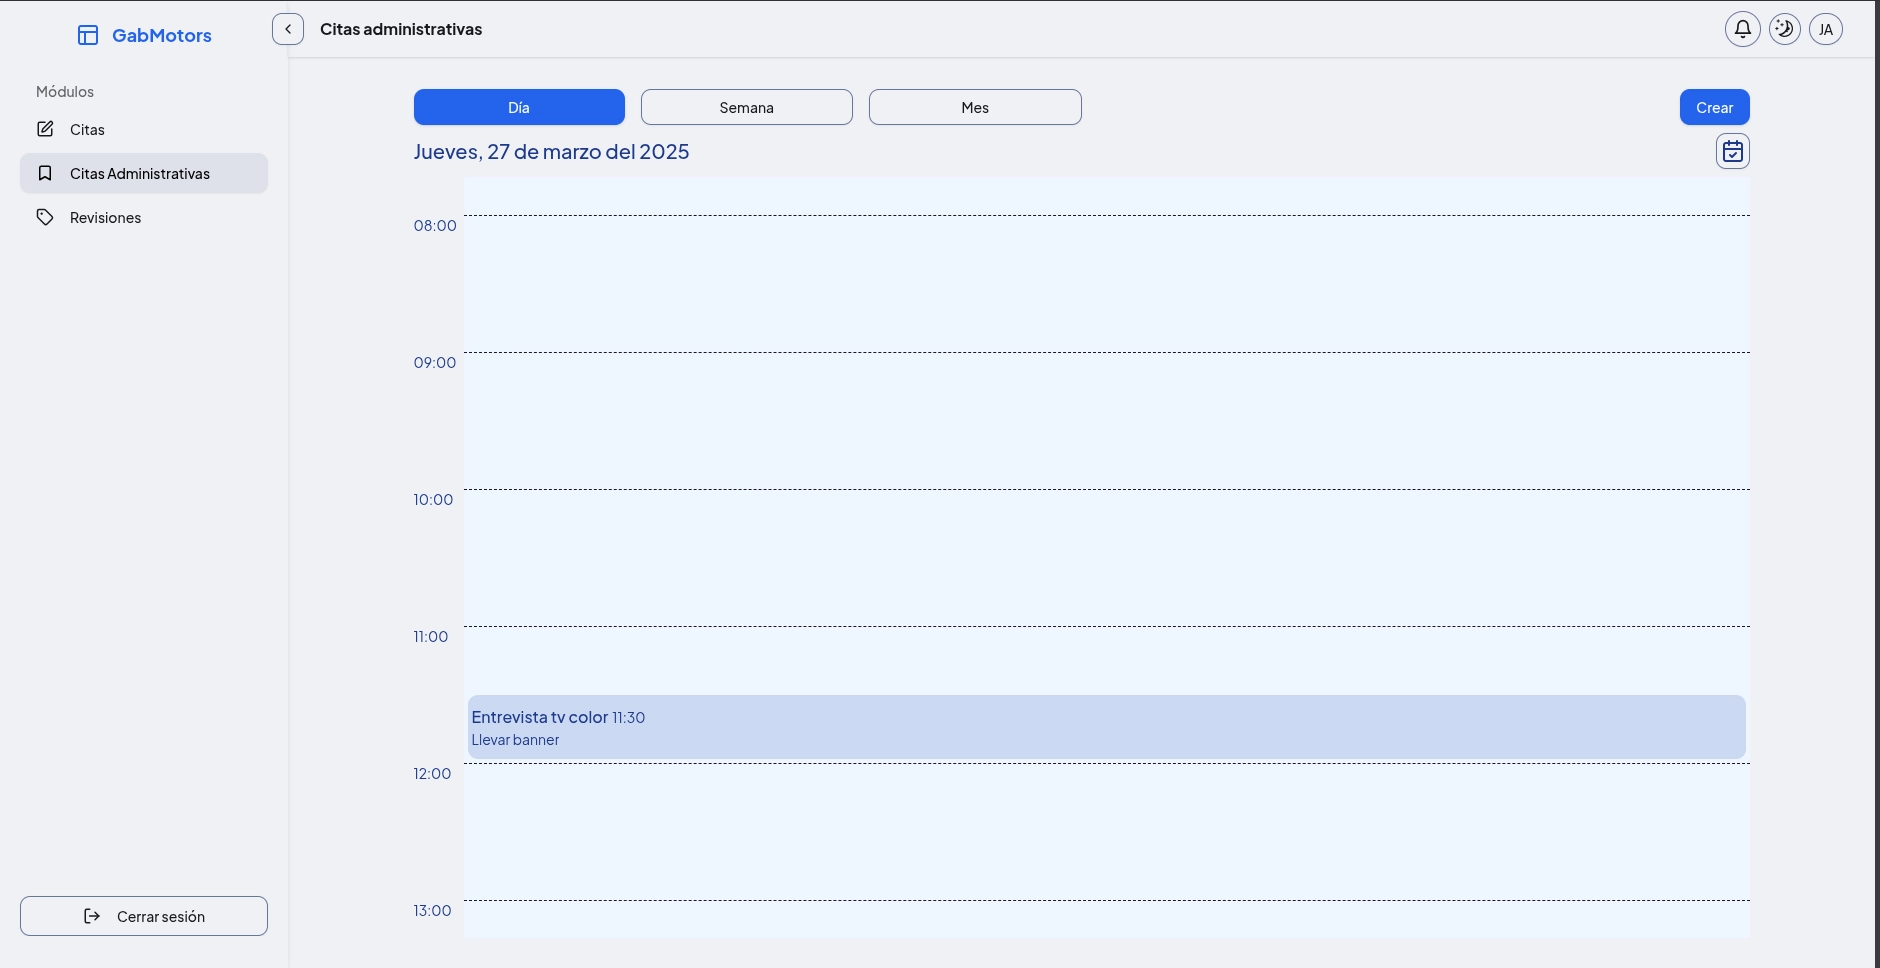 GabMotors
Citas administrativas
JA
Módulos
Citas
Citas Administrativas
Revisiones
Cerrar sesión
Día
Semana
Mes
Crear
Jueves, 27 de marzo del 2025
08:00
09:00
10:00
11:00
Entrevista tv color 11:30
Llevar banner
12:00
13:00